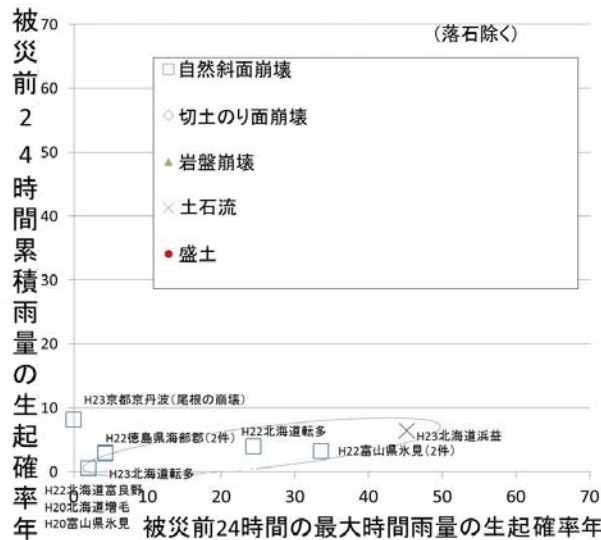 被災前24時間累積雨量の生起確率年
(落石除く)
70
60
50
40
30
20
10
0
自然斜面崩壊
切土のり面崩壊
岩盤崩壊
土石流
盛土
H23京都京丹波(尾根の崩壊)
H22徳島県海部郡(2件)
H22北海道転多
H23北海道浜益
H22富山県氷見(2件)
H23北海道転多
H22北海道富良野
H20北海道増毛
H20富山県氷見
0 10 20 30 40 50 60 70
被災前24時間の最大時間雨量の生起確率年